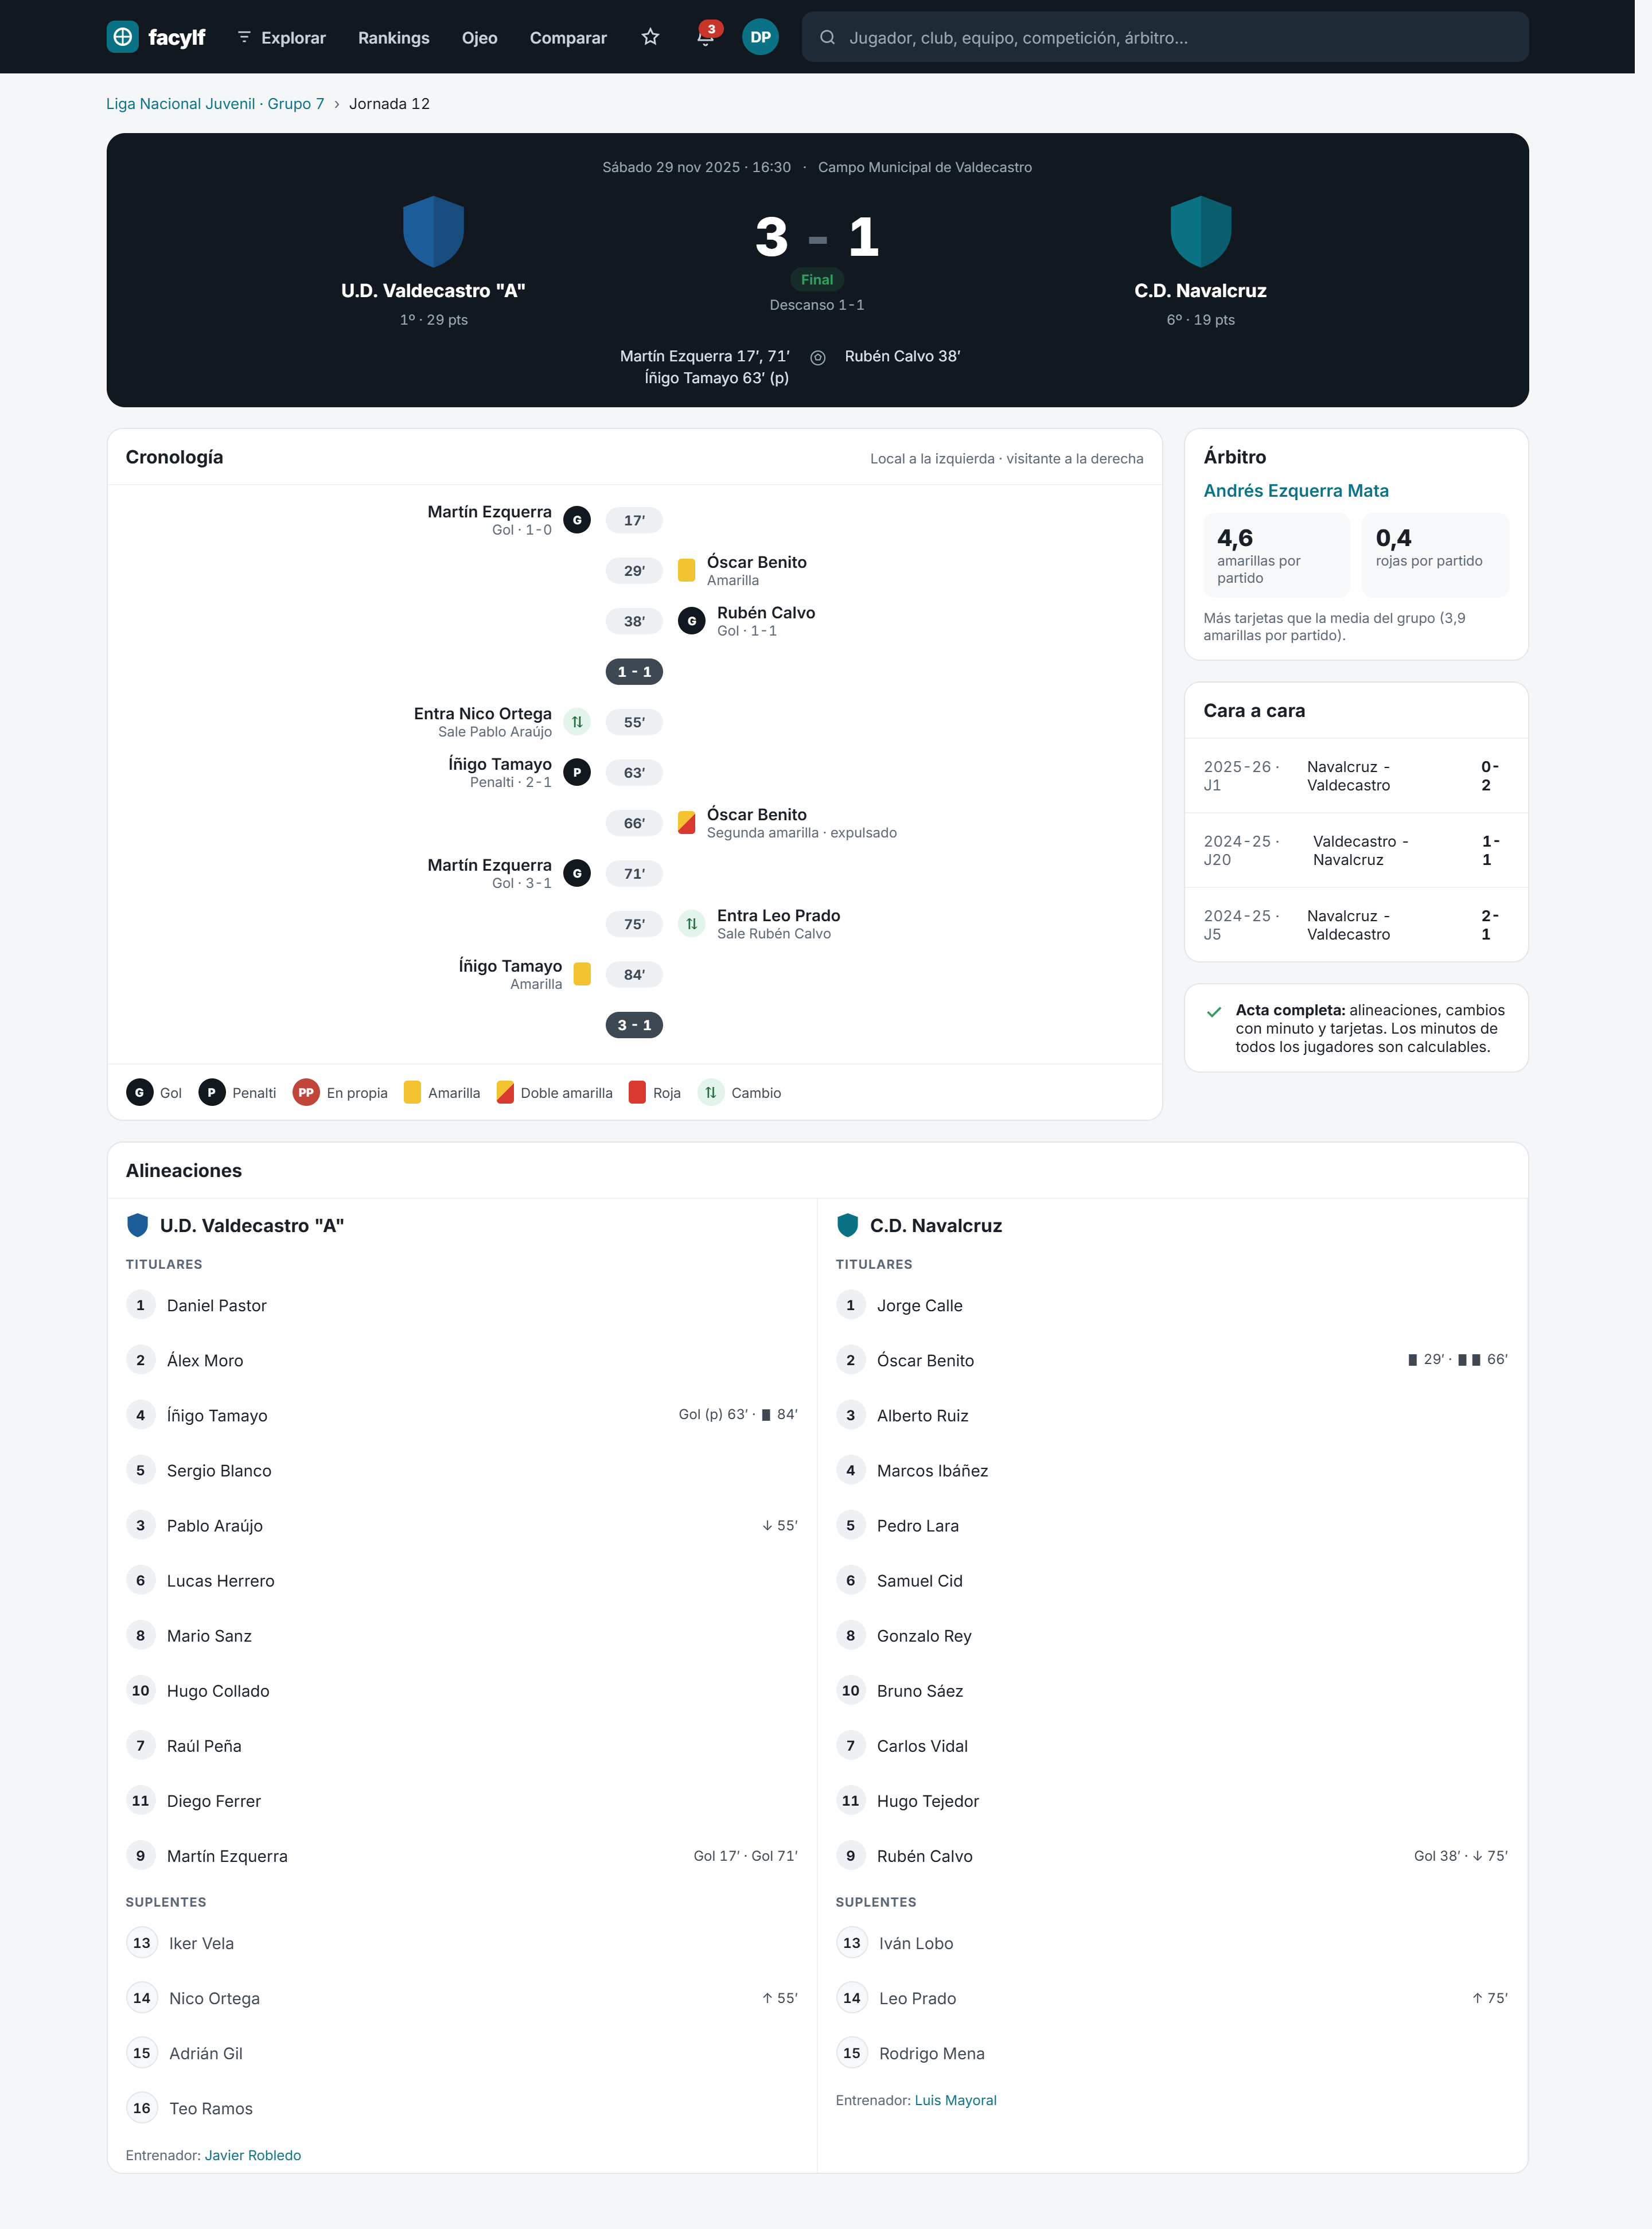 facylf
Explorar
Rankings
Ojeo
Comparar
3
DP
Jugador, club, equipo, competición, árbitro...
Liga Nacional Juvenil · Grupo 7 › Jornada 12
Sábado 29 nov 2025 · 16:30 · Campo Municipal de Valdecastro
U.D. Valdecastro "A"
1º · 29 pts
3 - 1
Final
Descanso 1-1
C.D. Navalcruz
6º · 19 pts
Martín Ezquerra 17′, 71′
Íñigo Tamayo 63′ (p)
Rubén Calvo 38′
Cronología
Local a la izquierda · visitante a la derecha
Martín Ezquerra G 17′
Gol · 1-0
29′ Óscar Benito
Amarilla
38′ G Rubén Calvo
Gol · 1-1
1 - 1
Entra Nico Ortega 55′
Sale Pablo Araújo
Íñigo Tamayo P 63′
Penalti · 2-1
66′ Óscar Benito
Segunda amarilla · expulsado
Martín Ezquerra G 71′
Gol · 3-1
75′ Entra Leo Prado
Sale Rubén Calvo
Íñigo Tamayo 84′
Amarilla
3 - 1
G Gol P Penalti PP En propia Amarilla Doble amarilla Roja Cambio
Árbitro
Andrés Ezquerra Mata
4,6
amarillas por
partido
0,4
rojas por partido
Más tarjetas que la media del grupo (3,9
amarillas por partido).
Cara a cara
2025-26 · Navalcruz - 0-
J1 Valdecastro 2
2024-25 · Valdecastro - 1-
J20 Navalcruz 1
2024-25 · Navalcruz - 2-
J5 Valdecastro 1
Acta completa: alineaciones, cambios
con minuto y tarjetas. Los minutos de
todos los jugadores son calculables.
Alineaciones
U.D. Valdecastro "A"
TITULARES
1 Daniel Pastor
2 Álex Moro
4 Íñigo Tamayo Gol (p) 63′ · 84′
5 Sergio Blanco
3 Pablo Araújo ↓ 55′
6 Lucas Herrero
8 Mario Sanz
10 Hugo Collado
7 Raúl Peña
11 Diego Ferrer
9 Martín Ezquerra Gol 17′ · Gol 71′
SUPLENTES
13 Iker Vela
14 Nico Ortega ↑ 55′
15 Adrián Gil
16 Teo Ramos
Entrenador: Javier Robledo
C.D. Navalcruz
TITULARES
1 Jorge Calle
2 Óscar Benito 29′ · 66′
3 Alberto Ruiz
4 Marcos Ibáñez
5 Pedro Lara
6 Samuel Cid
8 Gonzalo Rey
10 Bruno Sáez
7 Carlos Vidal
11 Hugo Tejedor
9 Rubén Calvo Gol 38′ · ↓ 75′
SUPLENTES
13 Iván Lobo
14 Leo Prado ↑ 75′
15 Rodrigo Mena
Entrenador: Luis Mayoral